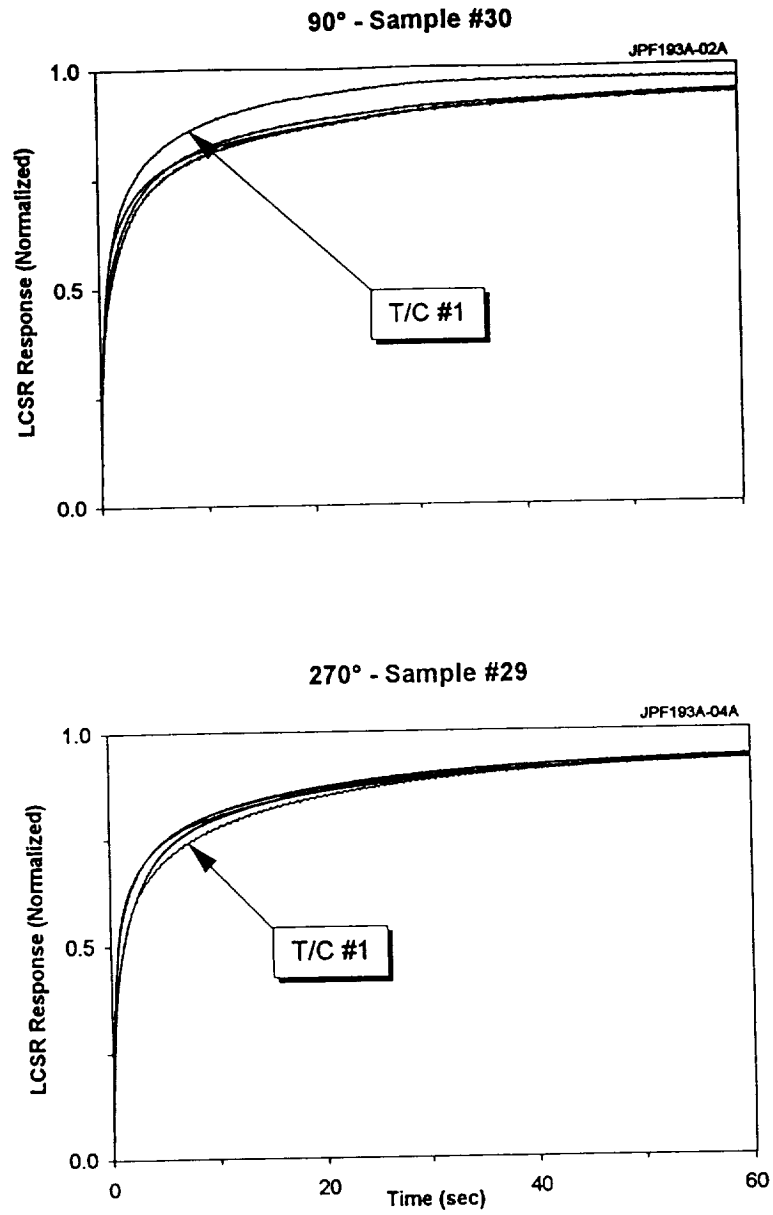 90° - Sample #30
JPF193A-02A
1.0
0.5
0.0
LCSR Response (Normalized)
T/C #1
270° - Sample #29
JPF193A-04A
1.0
0.5
0.0
LCSR Response (Normalized)
T/C #1
0
20
40
60
Time (sec)